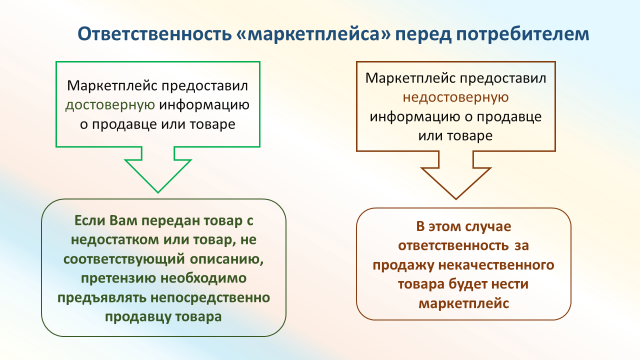 Ответственность «маркетплейса» перед потребителем
Маркетплейс предоставил
достоверную информацию
о продавце или товаре
Маркетплейс предоставил
недостоверную
информацию о продавце
или товаре
Если Вам передан товар с
недостатком или товар, не
соответствующий описанию,
претензию необходимо
предъявлять непосредственно
продавцу товара
В этом случае
ответственность за
продажу некачественного
товара будет нести
маркетплейс